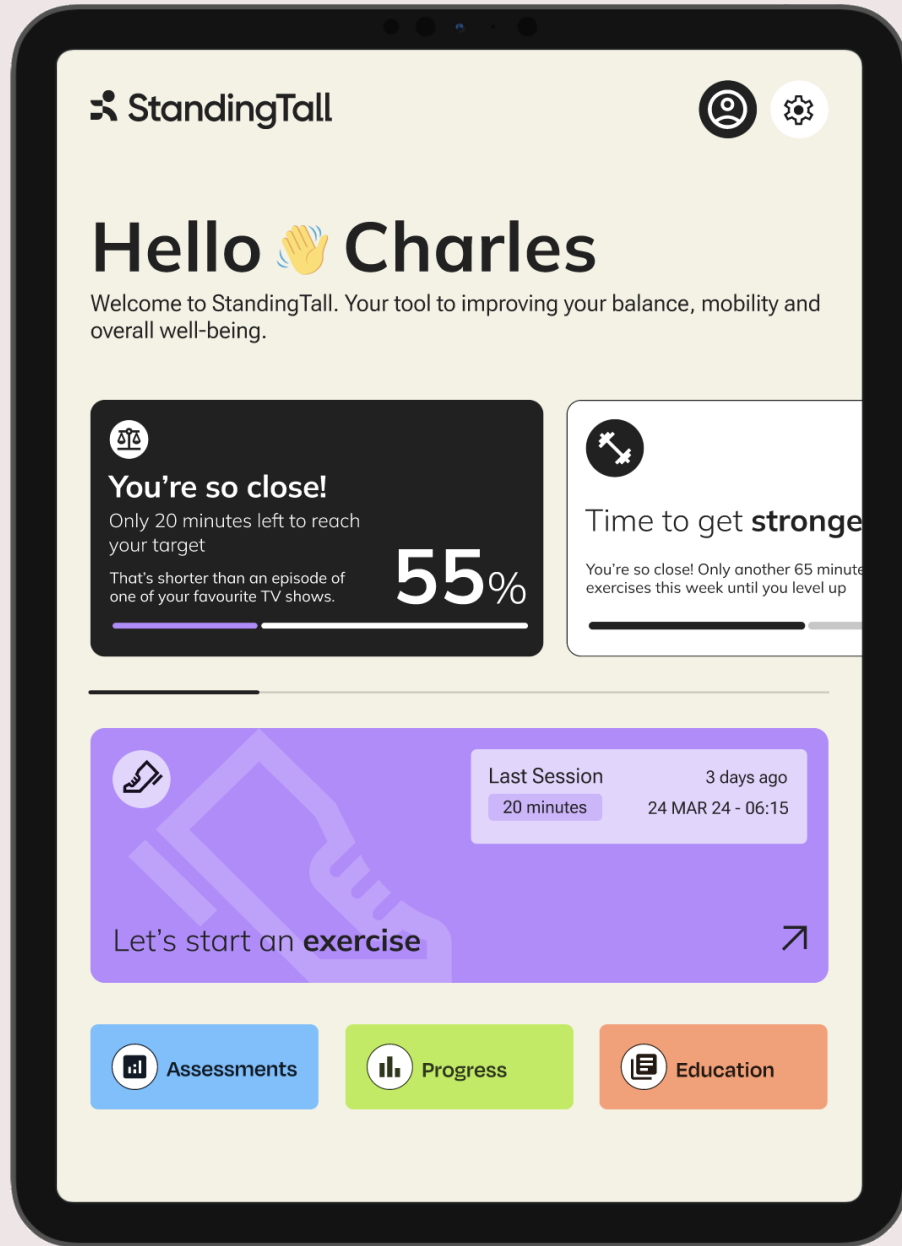 StandingTall
Hello 👋 Charles
Welcome to StandingTall. Your tool to improving your balance, mobility and
overall well-being.
You're so close!
Only 20 minutes left to reach
your target
That's shorter than an episode of
one of your favourite TV shows.
55%
Time to get stronge
You're so close! Only another 65 minute
exercises this week until you level up
Last Session
3 days ago
20 minutes
24 MAR 24 - 06:15
Let's start an exercise
Assessments
Progress
Education